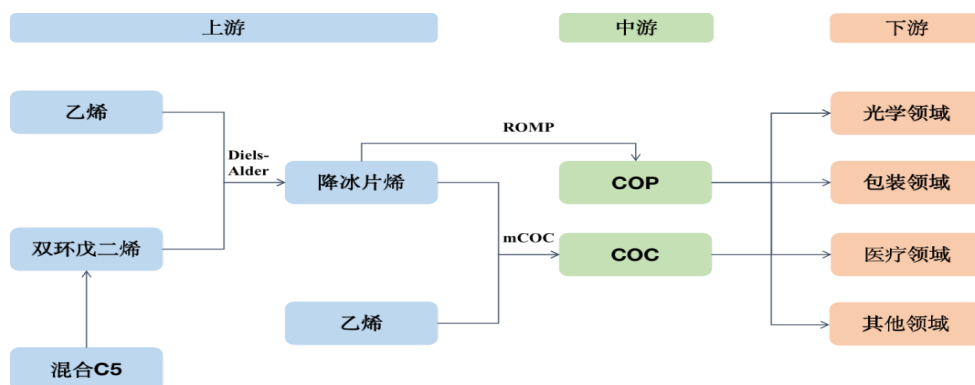 上游
中游
下游
乙烯
光学领域
ROMP
Diels-
Alder
降冰片烯
COP
包装领域
双环戊二烯
mCOC
COC
医疗领域
乙烯
其他领域
混合C5